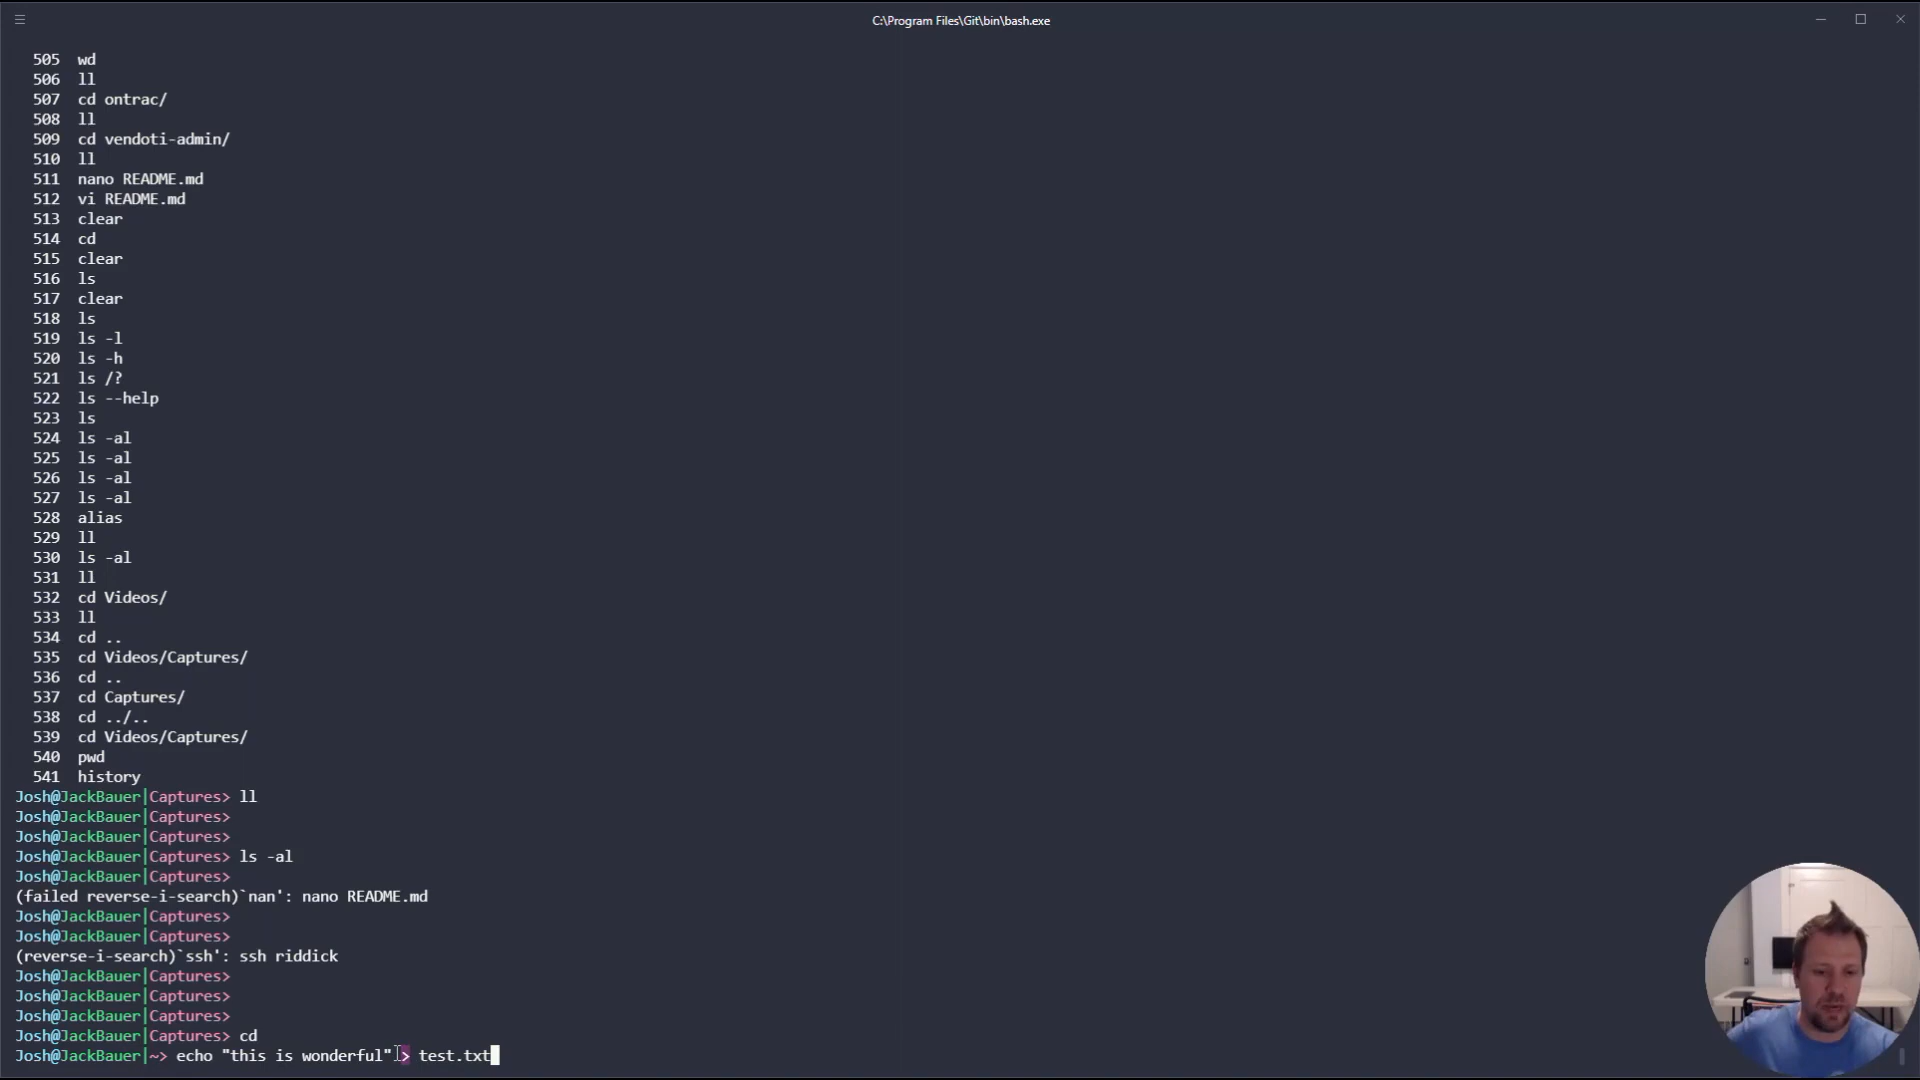 C:\Program Files\Git\bin\bash.exe
505 wd
506 ll
507 cd ontrac/
508 ll
509 cd vendoti-admin/
510 ll
511 nano README.md
512 vi README.md
513 clear
514 cd
515 clear
516 ls
517 clear
518 ls
519 ls -l
520 ls -h
521 ls /?
522 ls --help
523 ls
524 ls -al
525 ls -al
526 ls -al
527 ls -al
528 alias
529 ll
530 ls -al
531 ll
532 cd Videos/
533 ll
534 cd ..
535 cd Videos/Captures/
536 cd ..
537 cd Captures/
538 cd ../..
539 cd Videos/Captures/
540 pwd
541 history
Josh@JackBauer|Captures> ll
Josh@JackBauer|Captures>
Josh@JackBauer|Captures>
Josh@JackBauer|Captures> ls -al
Josh@JackBauer|Captures>
(failed reverse-i-search)`nan': nano README.md
Josh@JackBauer|Captures>
Josh@JackBauer|Captures>
(reverse-i-search)`ssh': ssh riddick
Josh@JackBauer|Captures>
Josh@JackBauer|Captures>
Josh@JackBauer|Captures>
Josh@JackBauer|Captures> cd
Josh@JackBauer|~> echo "this is wonderful" > test.txt